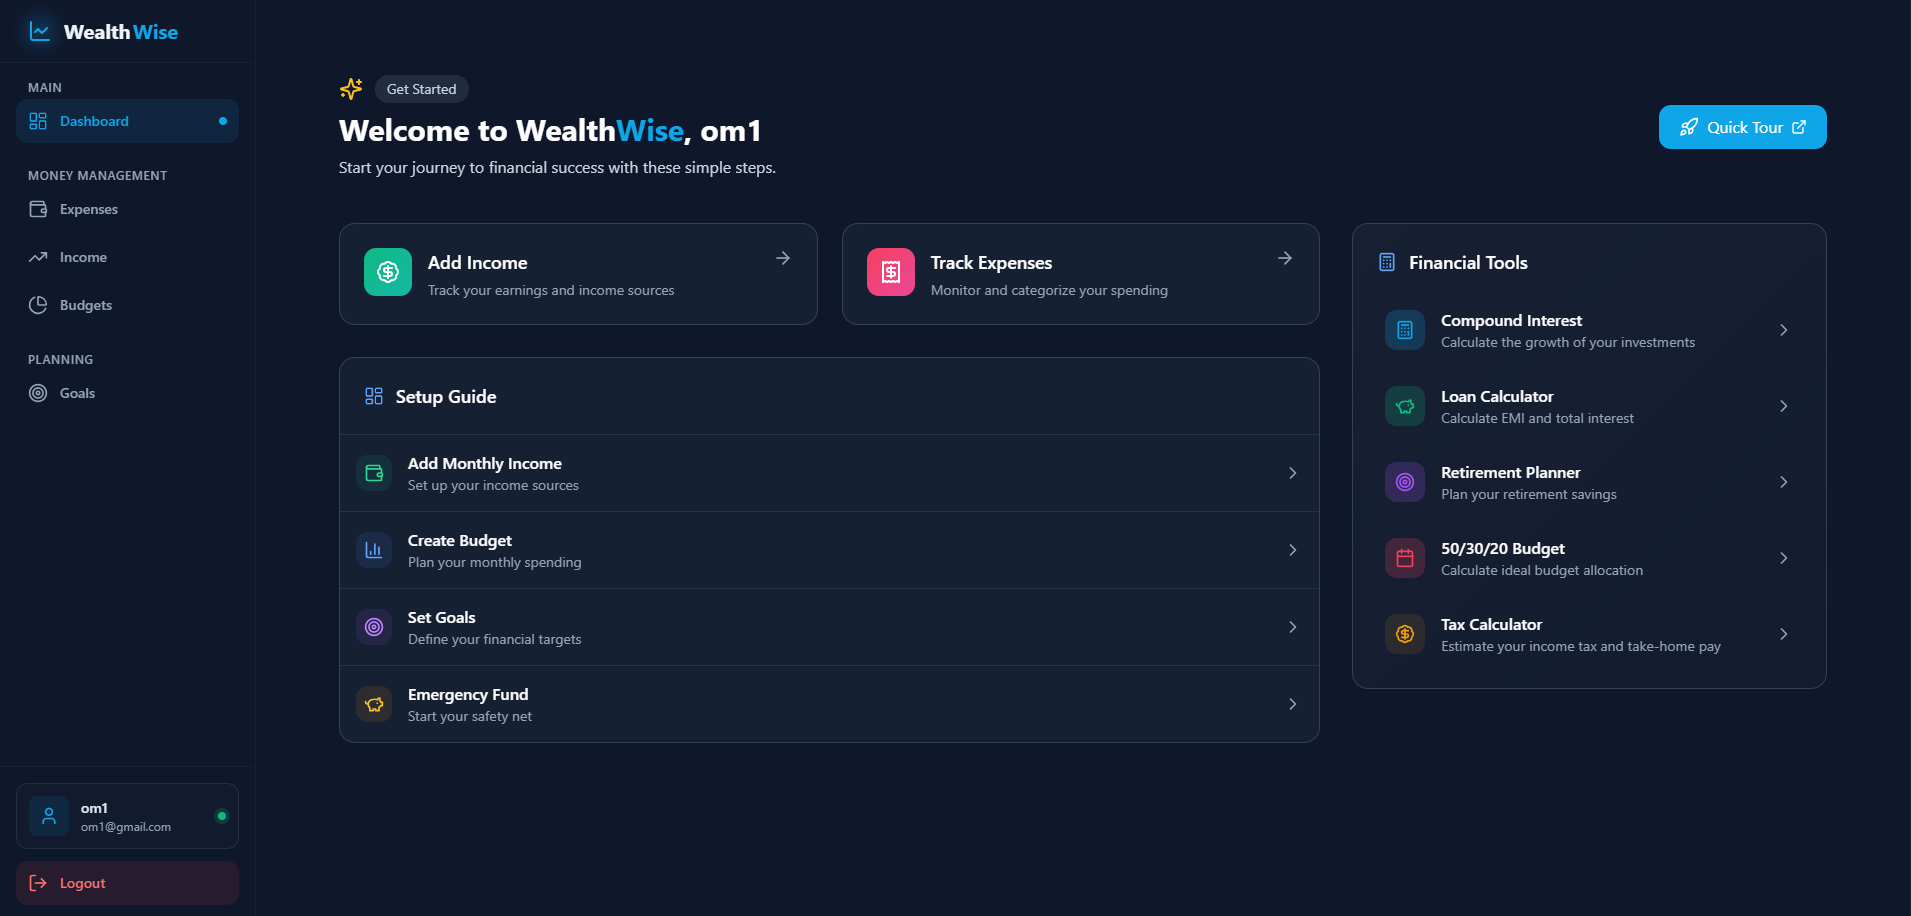 WealthWise
MAIN
Dashboard
MONEY MANAGEMENT
Expenses
Income
Budgets
PLANNING
Goals
om1
om1@gmail.com
Logout
Get Started
Welcome to WealthWise, om1
Start your journey to financial success with these simple steps.
Quick Tour
Add Income
Track your earnings and income sources
Track Expenses
Monitor and categorize your spending
Setup Guide
Add Monthly Income
Set up your income sources
Create Budget
Plan your monthly spending
Set Goals
Define your financial targets
Emergency Fund
Start your safety net
Financial Tools
Compound Interest
Calculate the growth of your investments
Loan Calculator
Calculate EMI and total interest
Retirement Planner
Plan your retirement savings
50/30/20 Budget
Calculate ideal budget allocation
Tax Calculator
Estimate your income tax and take-home pay